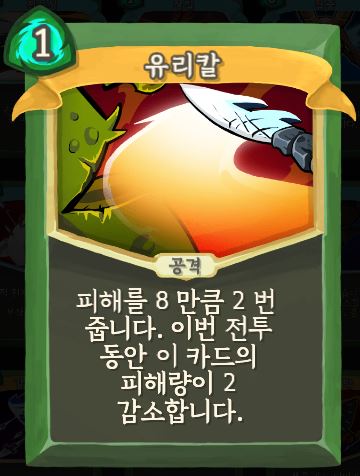 1
유리칼
공격
피해를 8 만큼 2 번
줍니다. 이번 전투
동안 이 카드의
피해량이 2
감소합니다.